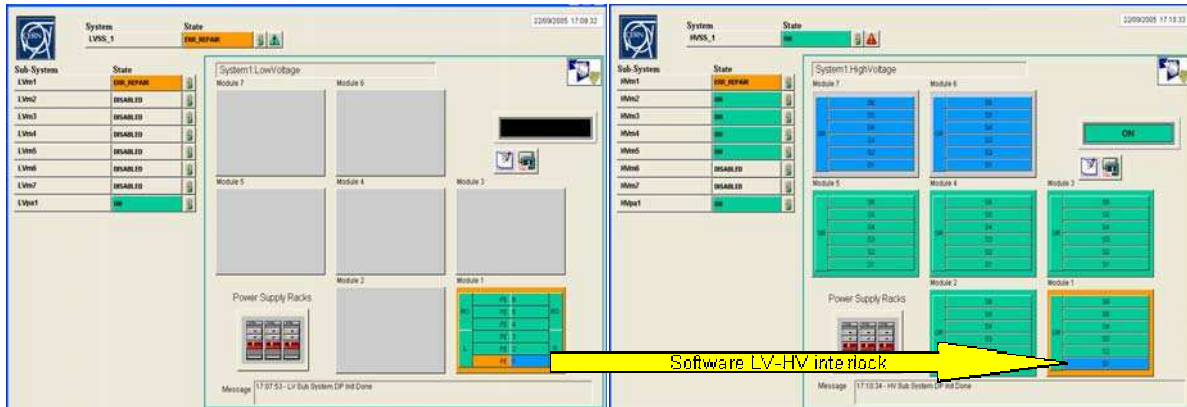 CERN
System State
LVSS_1 ERR_REPAIR
22/09/2005 17:09:32
Sub-System State
LVm1 ERR_REPAIR
LVm2 DISABLED
LVm3 DISABLED
LVm4 DISABLED
LVm5 DISABLED
LVm6 DISABLED
LVm7 DISABLED
LVpa1 ON
System1:LowVoltage
Module 7 Module 6
Module 5 Module 4 Module 3
Module 2 Module 1
Power Supply Racks
Message 17:07:53 - LV Sub System DP Init Done
CERN
System State
HVSS_1 ON
22/09/2005 17:10:33
Sub-System State
HVm1 ERR_REPAIR
HVm2 ON
HVm3 ON
HVm4 ON
HVm5 ON
HVm6 DISABLED
HVm7 DISABLED
HVpa1 ON
System1:HighVoltage
Module 7 Module 6
ON
Module 5 Module 4 Module 3
Module 2 Module 1
Power Supply Racks
Message 17:10:24 - HV Sub System DP Init Done
Software LV-HV interlock